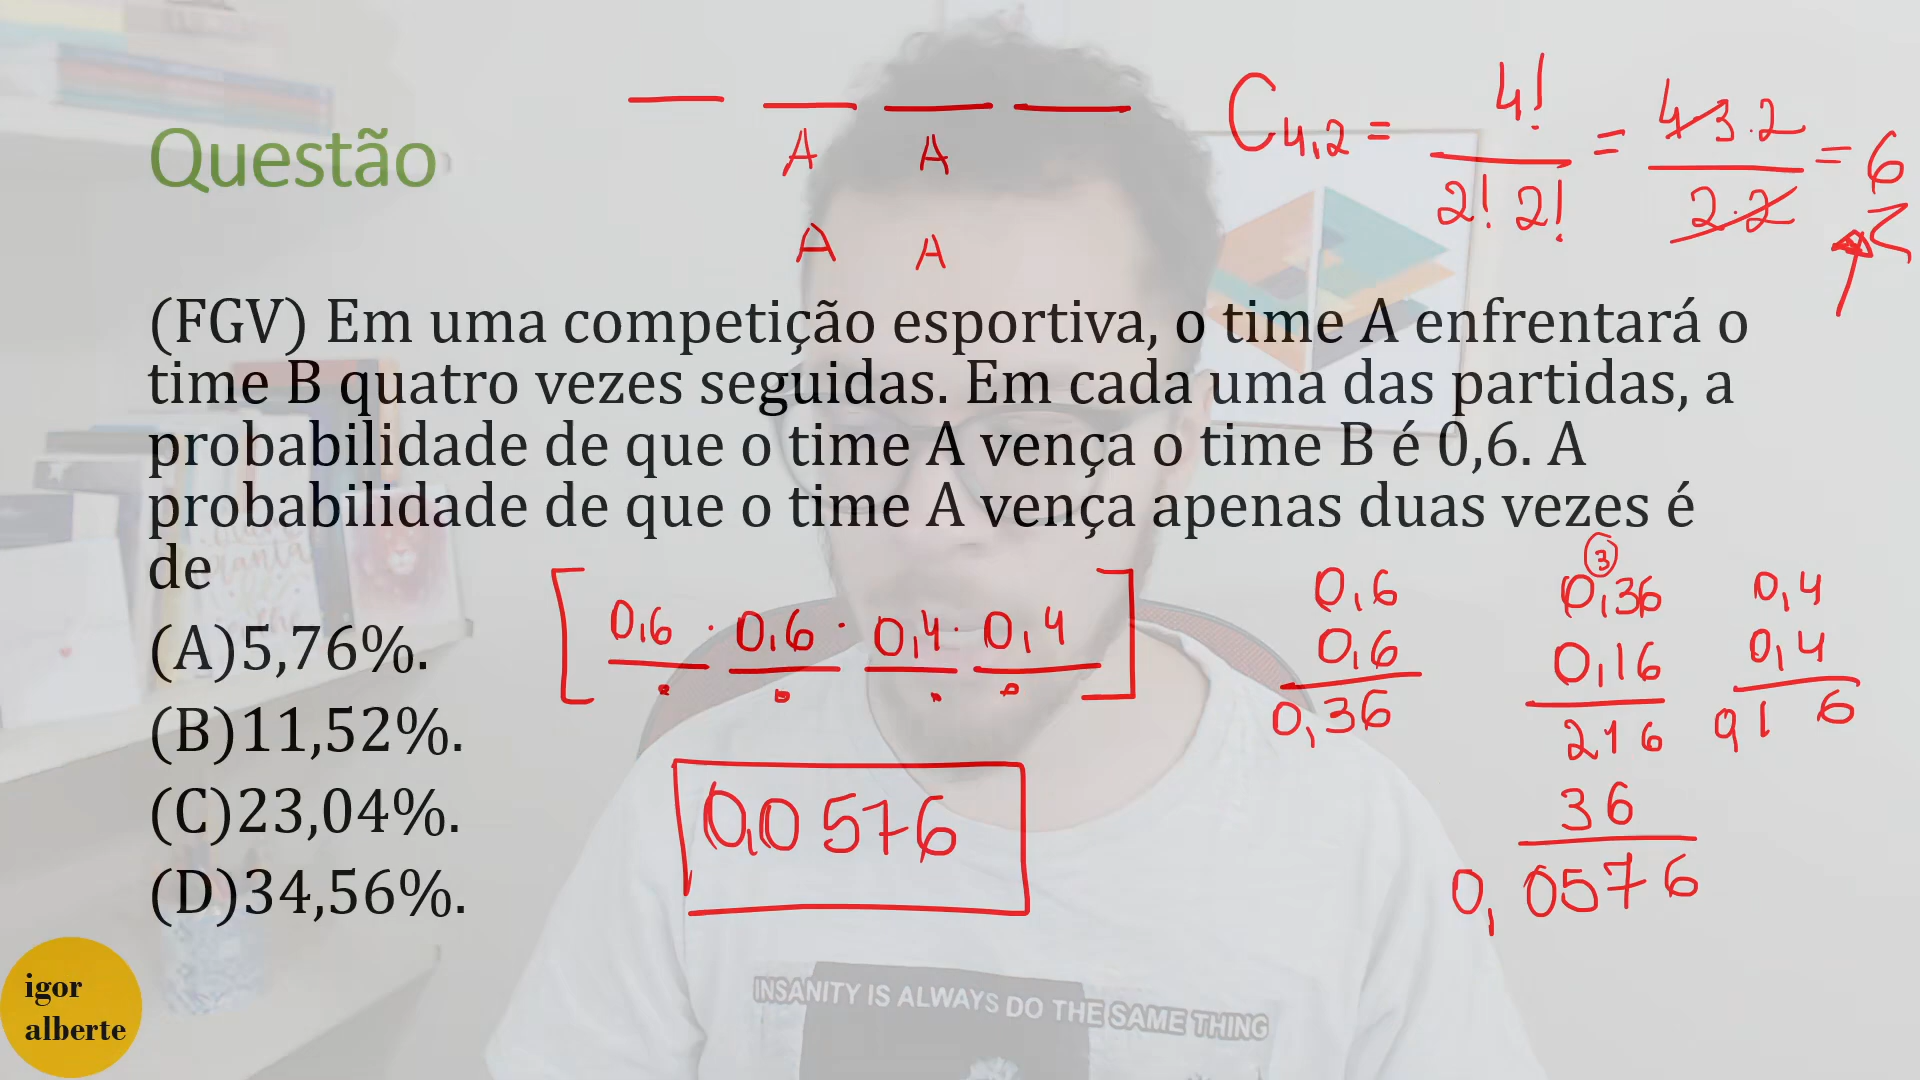 C4,2 = 4! / 2! 2! = 4·3·2 / 2·2 = 6
Questão
A A
A A
(FGV) Em uma competição esportiva, o time A enfrentará o
time B quatro vezes seguidas. Em cada uma das partidas, a
probabilidade de que o time A vença o time B é 0,6. A
probabilidade de que o time A vença apenas duas vezes é
de
[0,6 · 0,6 · 0,4 · 0,4]
(A)5,76%.
(B)11,52%.
(C)23,04%.
(D)34,56%.
0,0576
0,6
0,6
0,36
3
0,36
0,16
216
36
0,0576
0,4
0,4
0,16
igor
alberte
INSANITY IS ALWAYS DO THE SAME THING